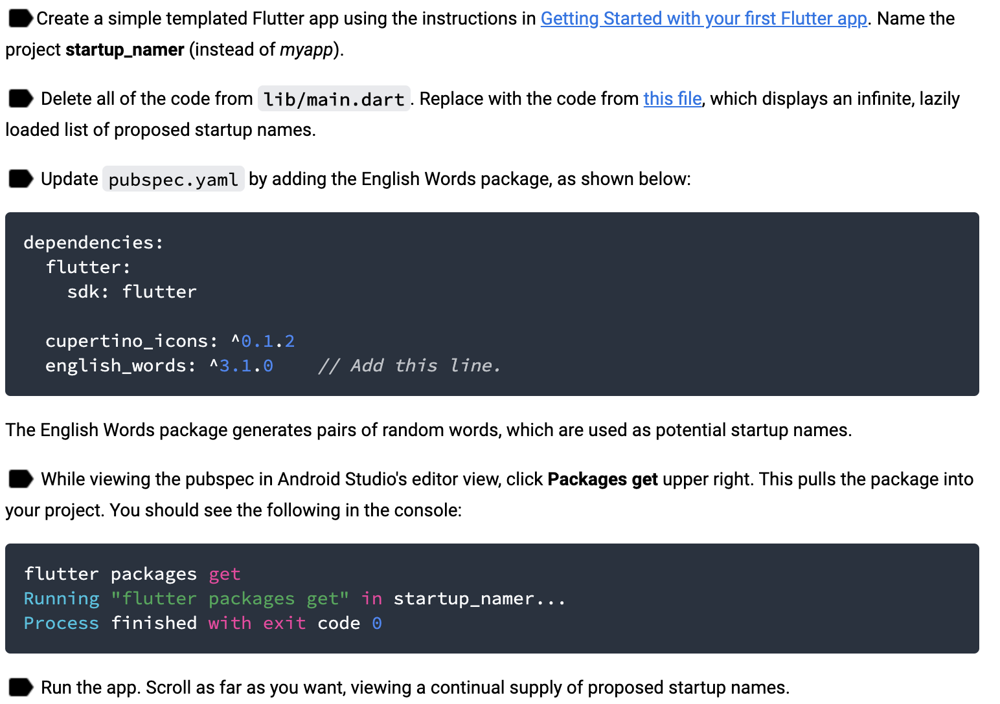 Create a simple templated Flutter app using the instructions in Getting Started with your first Flutter app. Name the
project startup_namer (instead of myapp).
Delete all of the code from lib/main.dart. Replace with the code from this file, which displays an infinite, lazily
loaded list of proposed startup names.
Update pubspec.yaml by adding the English Words package, as shown below:
dependencies:
  flutter:
    sdk: flutter

  cupertino_icons: ^0.1.2
  english_words: ^3.1.0    // Add this line.
The English Words package generates pairs of random words, which are used as potential startup names.
While viewing the pubspec in Android Studio's editor view, click Packages get upper right. This pulls the package into
your project. You should see the following in the console:
flutter packages get
Running "flutter packages get" in startup_namer...
Process finished with exit code 0
Run the app. Scroll as far as you want, viewing a continual supply of proposed startup names.